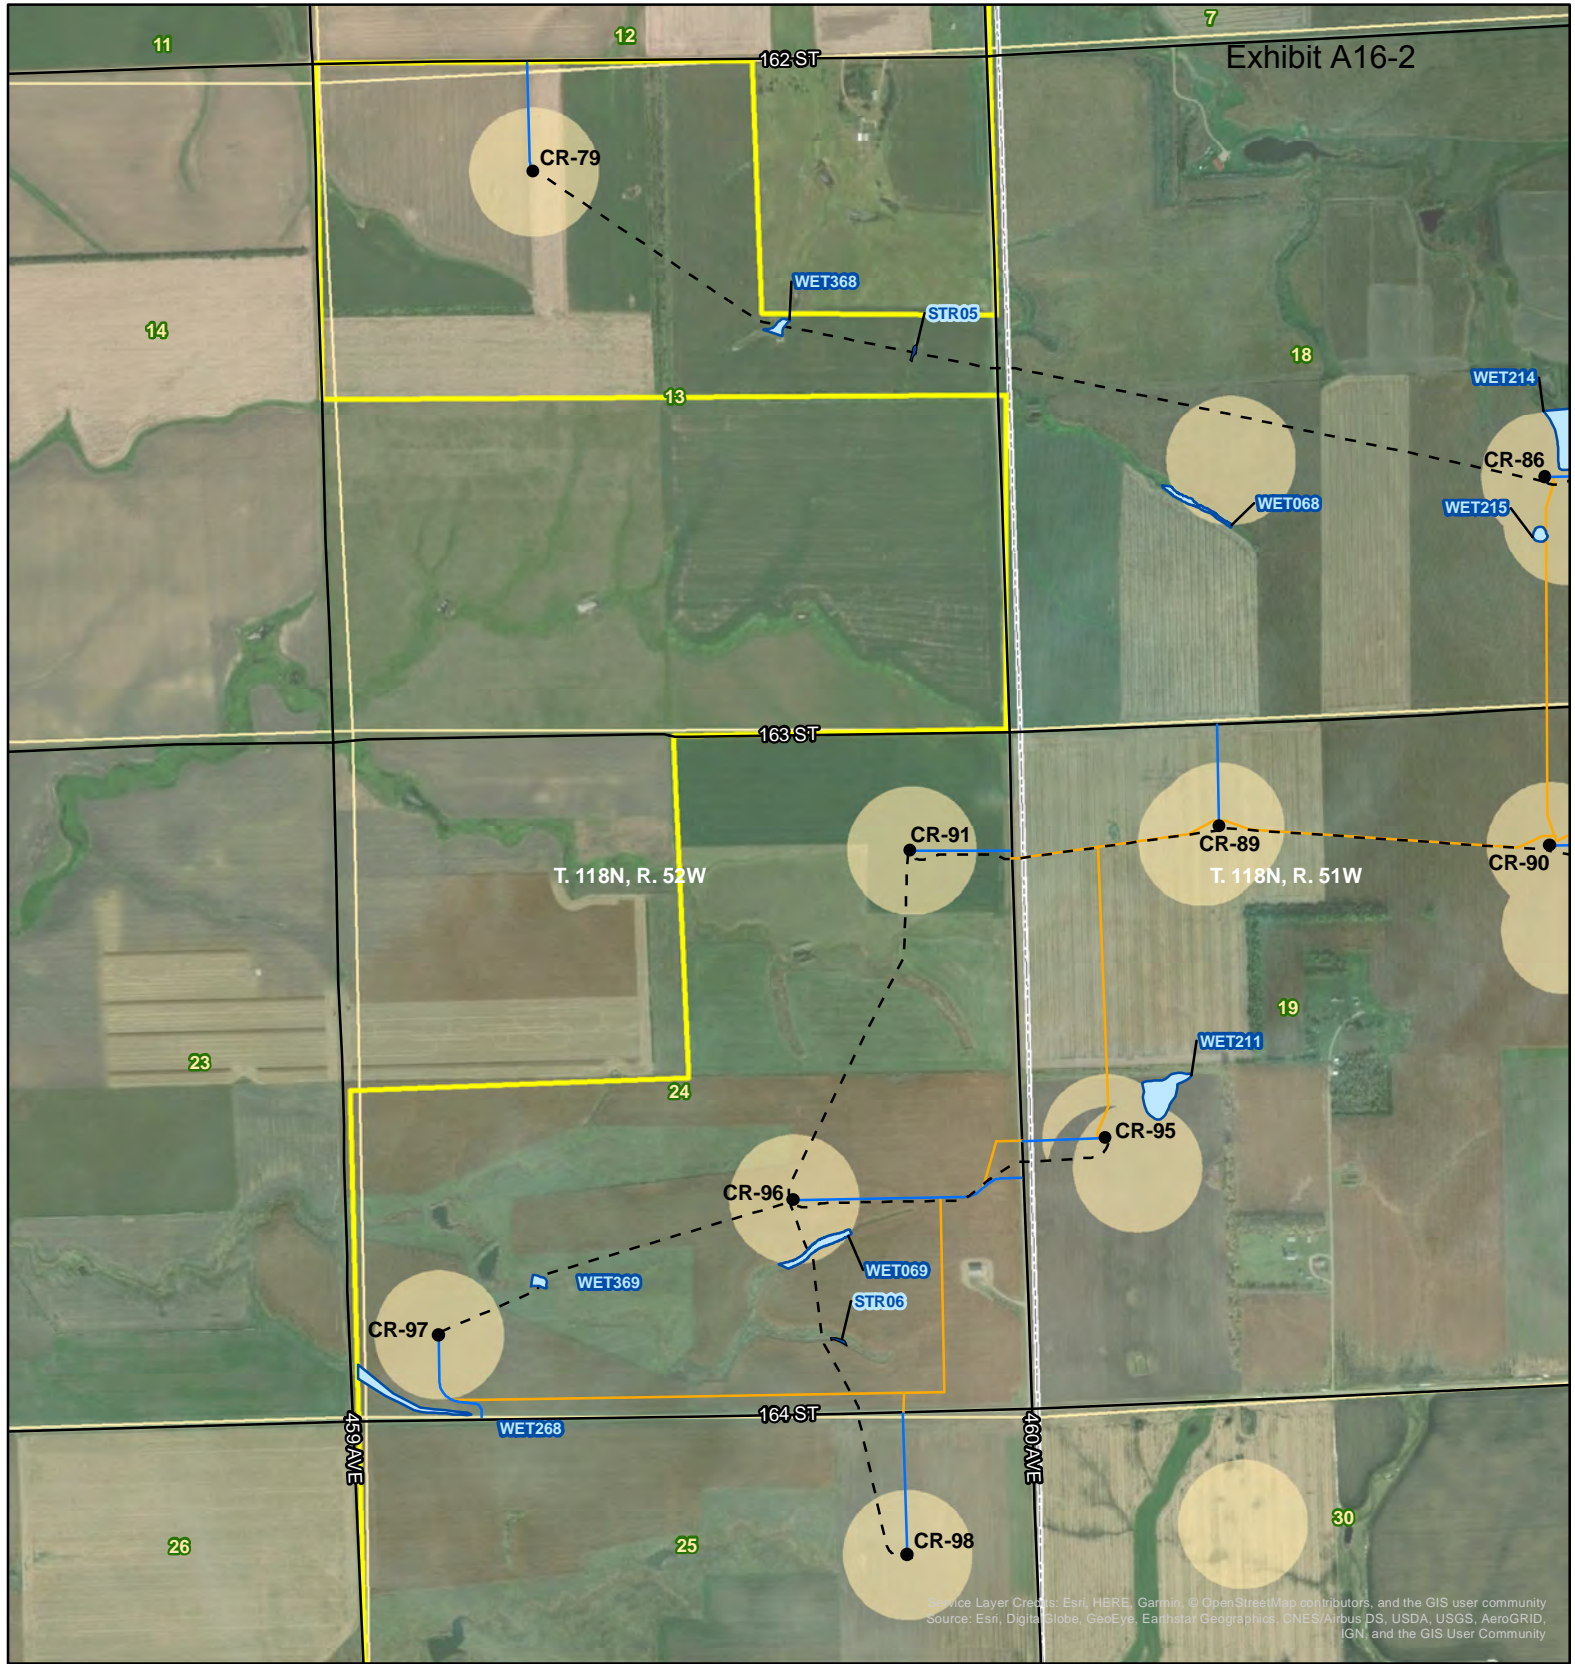 11
12
162 ST
7
Exhibit A16-2
CR-79
WET368
STR05
14
18
WET214
13
CR-86
WET068
WET215
163 ST
CR-91
CR-89
CR-90
T. 118N, R. 52W
T. 118N, R. 51W
19
WET211
23
24
CR-95
CR-96
WET069
WET369
STR06
CR-97
164 ST
WET268
459 AVE
460 AVE
30
26
25
CR-98
Service Layer Credits: Esri, HERE, Garmin, © OpenStreetMap contributors, and the GIS user community
Source: Esri, DigitalGlobe, GeoEye, Earthstar Geographics, CNES/Airbus DS, USDA, USGS, AeroGRID,
IGN, and the GIS User Community